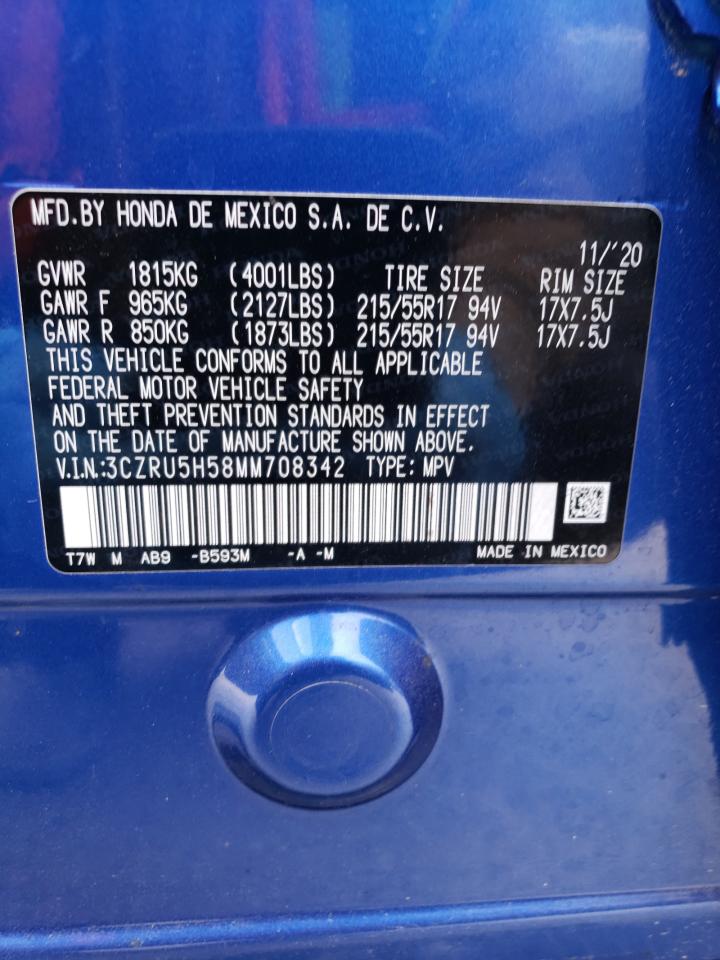 MFD.BY HONDA DE MEXICO S.A. DE C.V.
11/'20
GVWR 1815KG (4001LBS) TIRE SIZE RIM SIZE
GAWR F 965KG (2127LBS) 215/55R17 94V 17X7.5J
GAWR R 850KG (1873LBS) 215/55R17 94V 17X7.5J
THIS VEHICLE CONFORMS TO ALL APPLICABLE
FEDERAL MOTOR VEHICLE SAFETY
AND THEFT PREVENTION STANDARDS IN EFFECT
ON THE DATE OF MANUFACTURE SHOWN ABOVE.
V.I.N.:3CZRU5H58MM708342 TYPE: MPV
T7W M AB9 -B593M -A -M MADE IN MEXICO